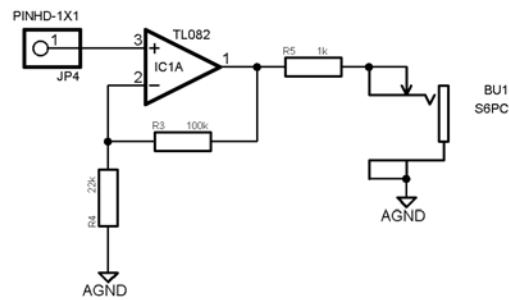 PINHD-1X1
1
JP4
TL082
3
+
IC1A
1
2
−
R5 1k
BU1
S6PC
R3 100k
22k
R4
AGND
AGND